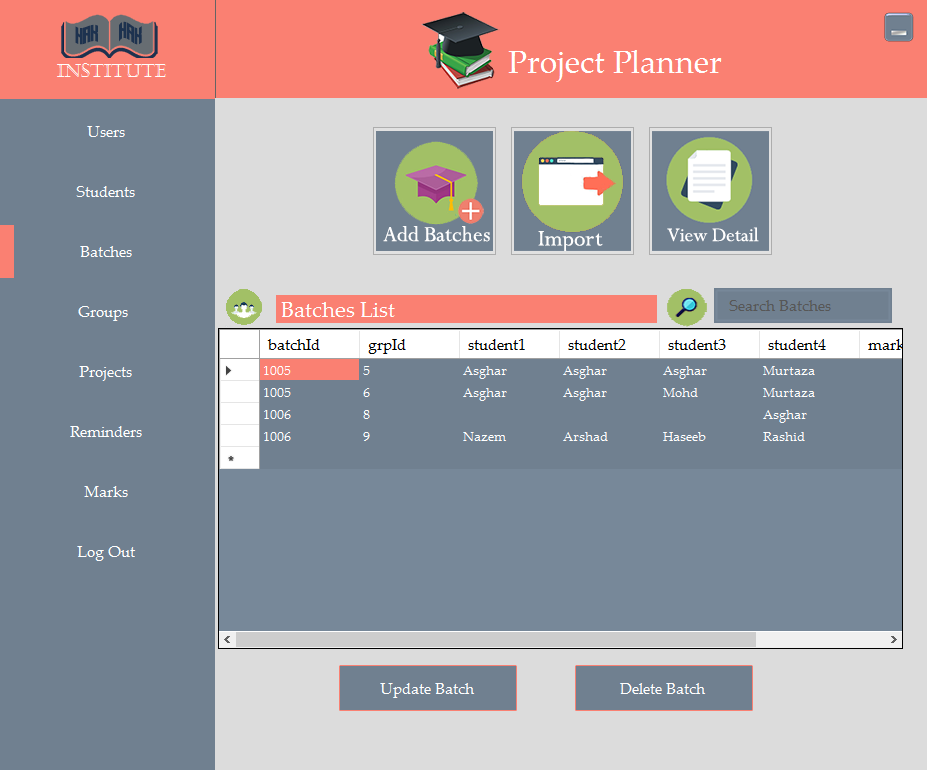 HAH HAH
INSTITUTE
Project Planner
Users
Students
Batches
Groups
Projects
Reminders
Marks
Log Out
Add Batches
Import
View Detail
Batches List
Search Batches
batchId grpId student1 student2 student3 student4 mark
1005 5 Asghar Asghar Asghar Murtaza
1005 6 Asghar Asghar Mohd Murtaza
1006 8 Asghar
1006 9 Nazem Arshad Haseeb Rashid
*
Update Batch
Delete Batch